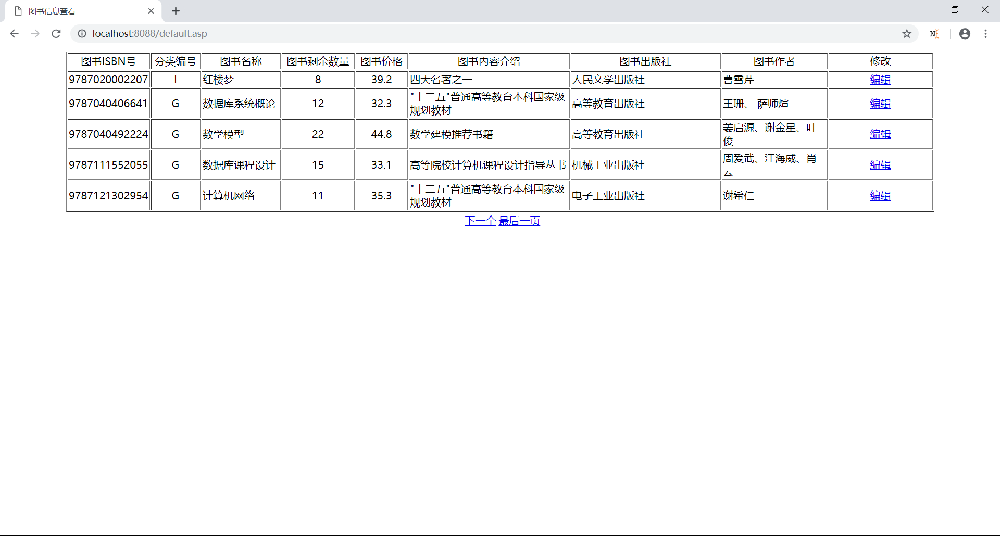 图书信息查看
localhost:8088/default.asp
N
图书ISBN号 分类编号 图书名称 图书剩余数量 图书价格 图书内容介绍 图书出版社 图书作者 修改
9787020002207 I 红楼梦 8 39.2 四大名著之一 人民文学出版社 曹雪芹 编辑
9787040406641 G 数据库系统概论 12 32.3 "十二五"普通高等教育本科国家级
规划教材 高等教育出版社 王珊、 萨师煊 编辑
9787040492224 G 数学模型 22 44.8 数学建模推荐书籍 高等教育出版社 姜启源、谢金星、叶
俊 编辑
9787111552055 G 数据库课程设计 15 33.1 高等院校计算机课程设计指导丛书 机械工业出版社 周爱武、汪海威、肖
云 编辑
9787121302954 G 计算机网络 11 35.3 "十二五"普通高等教育本科国家级
规划教材 电子工业出版社 谢希仁 编辑
下一个 最后一页